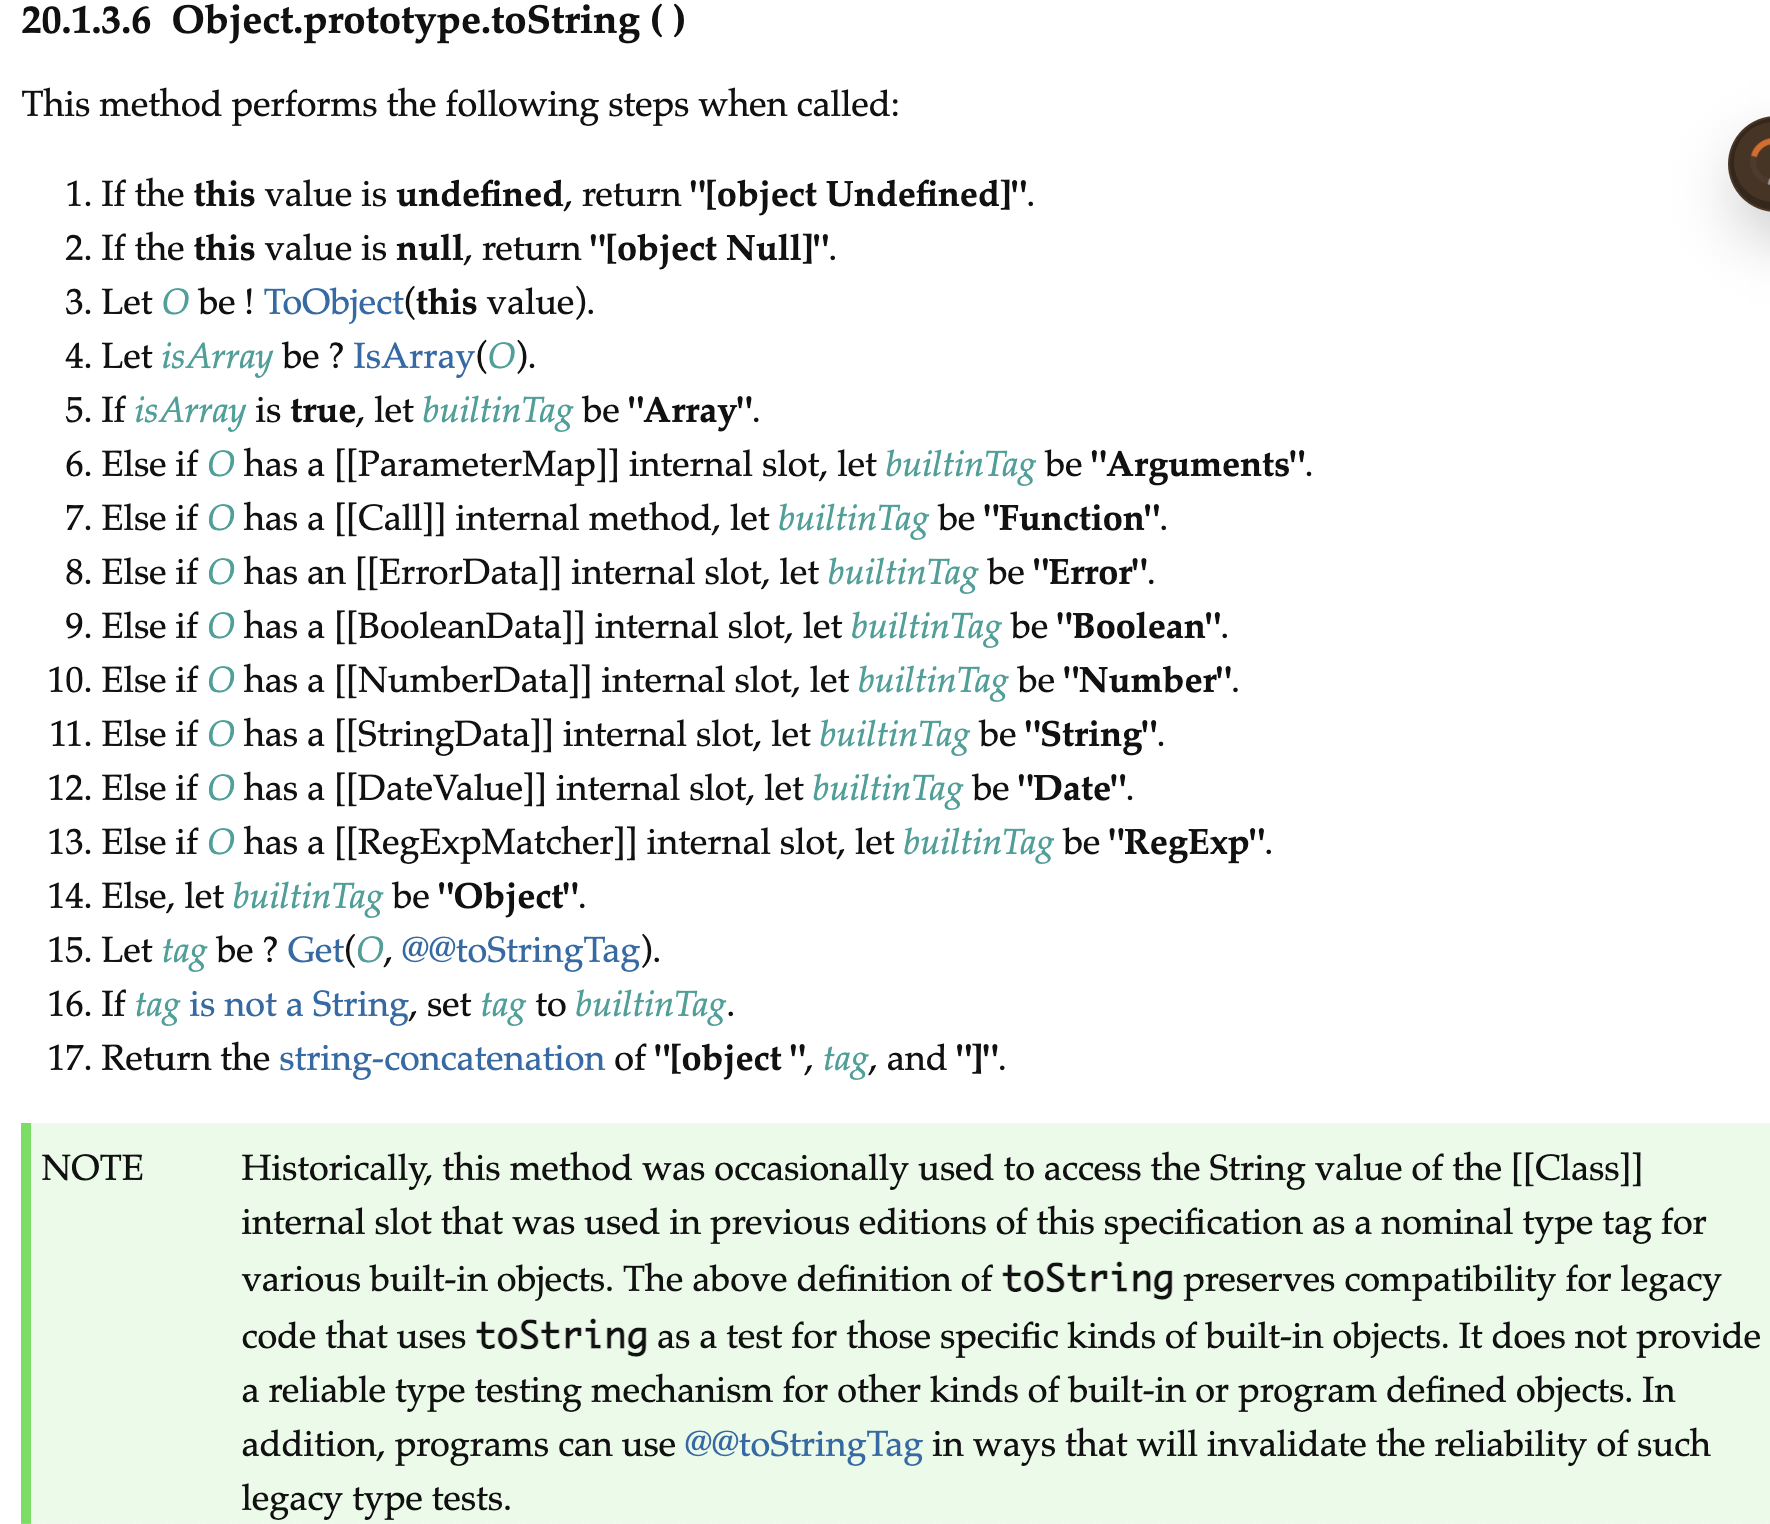 20.1.3.6 Object.prototype.toString ( )
This method performs the following steps when called:
1. If the this value is undefined, return "[object Undefined]".
2. If the this value is null, return "[object Null]".
3. Let O be ! ToObject(this value).
4. Let isArray be ? IsArray(O).
5. If isArray is true, let builtinTag be "Array".
6. Else if O has a [[ParameterMap]] internal slot, let builtinTag be "Arguments".
7. Else if O has a [[Call]] internal method, let builtinTag be "Function".
8. Else if O has an [[ErrorData]] internal slot, let builtinTag be "Error".
9. Else if O has a [[BooleanData]] internal slot, let builtinTag be "Boolean".
10. Else if O has a [[NumberData]] internal slot, let builtinTag be "Number".
11. Else if O has a [[StringData]] internal slot, let builtinTag be "String".
12. Else if O has a [[DateValue]] internal slot, let builtinTag be "Date".
13. Else if O has a [[RegExpMatcher]] internal slot, let builtinTag be "RegExp".
14. Else, let builtinTag be "Object".
15. Let tag be ? Get(O, @@toStringTag).
16. If tag is not a String, set tag to builtinTag.
17. Return the string-concatenation of "[object ", tag, and "]".
NOTE Historically, this method was occasionally used to access the String value of the [[Class]]
internal slot that was used in previous editions of this specification as a nominal type tag for
various built-in objects. The above definition of toString preserves compatibility for legacy
code that uses toString as a test for those specific kinds of built-in objects. It does not provide
a reliable type testing mechanism for other kinds of built-in or program defined objects. In
addition, programs can use @@toStringTag in ways that will invalidate the reliability of such
legacy type tests.